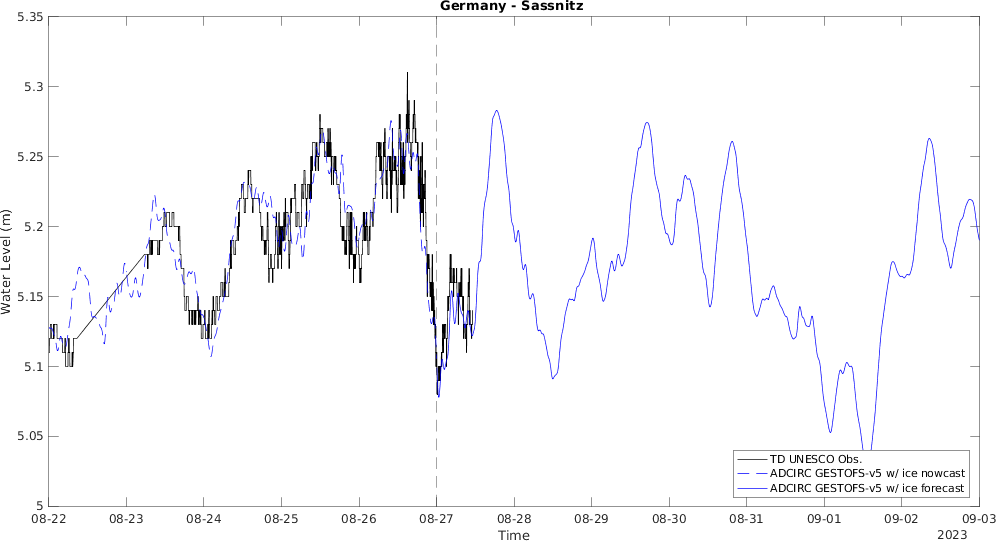 Germany - Sassnitz
5.35
5.3
5.25
5.2
5.15
5.1
5.05
5
Water Level (m)
08-22 08-23 08-24 08-25 08-26 08-27 08-28 08-29 08-30 08-31 09-01 09-02 09-03
Time
2023
TD UNESCO Obs.
ADCIRC GESTOFS-v5 w/ ice nowcast
ADCIRC GESTOFS-v5 w/ ice forecast